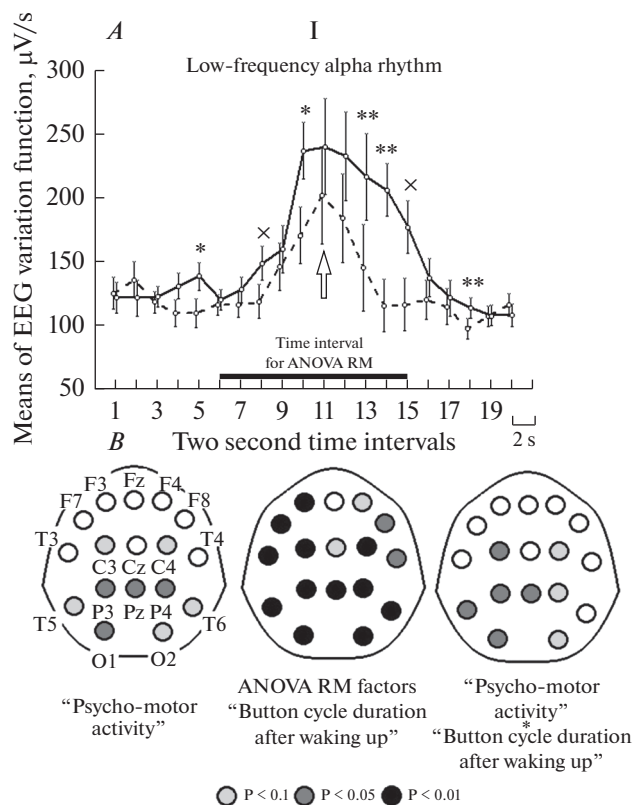 A I
Low-frequency alpha rhythm
Means of EEG variation function, µV/s
300
250
200
150
100
50
* × * ** ** × **
Time interval
for ANOVA RM
1 3 5 7 9 11 13 15 17 19
2 s
B Two second time intervals
F3 Fz F4
F7 F8
T3 T4
C3 Cz C4
P3 Pz P4
T5 T6
O1 O2
“Psycho-motor
activity”
ANOVA RM factors
“Button cycle duration
after waking up”
“Psycho-motor
activity”
*
“Button cycle duration
after waking up”
P < 0.1 P < 0.05 P < 0.01